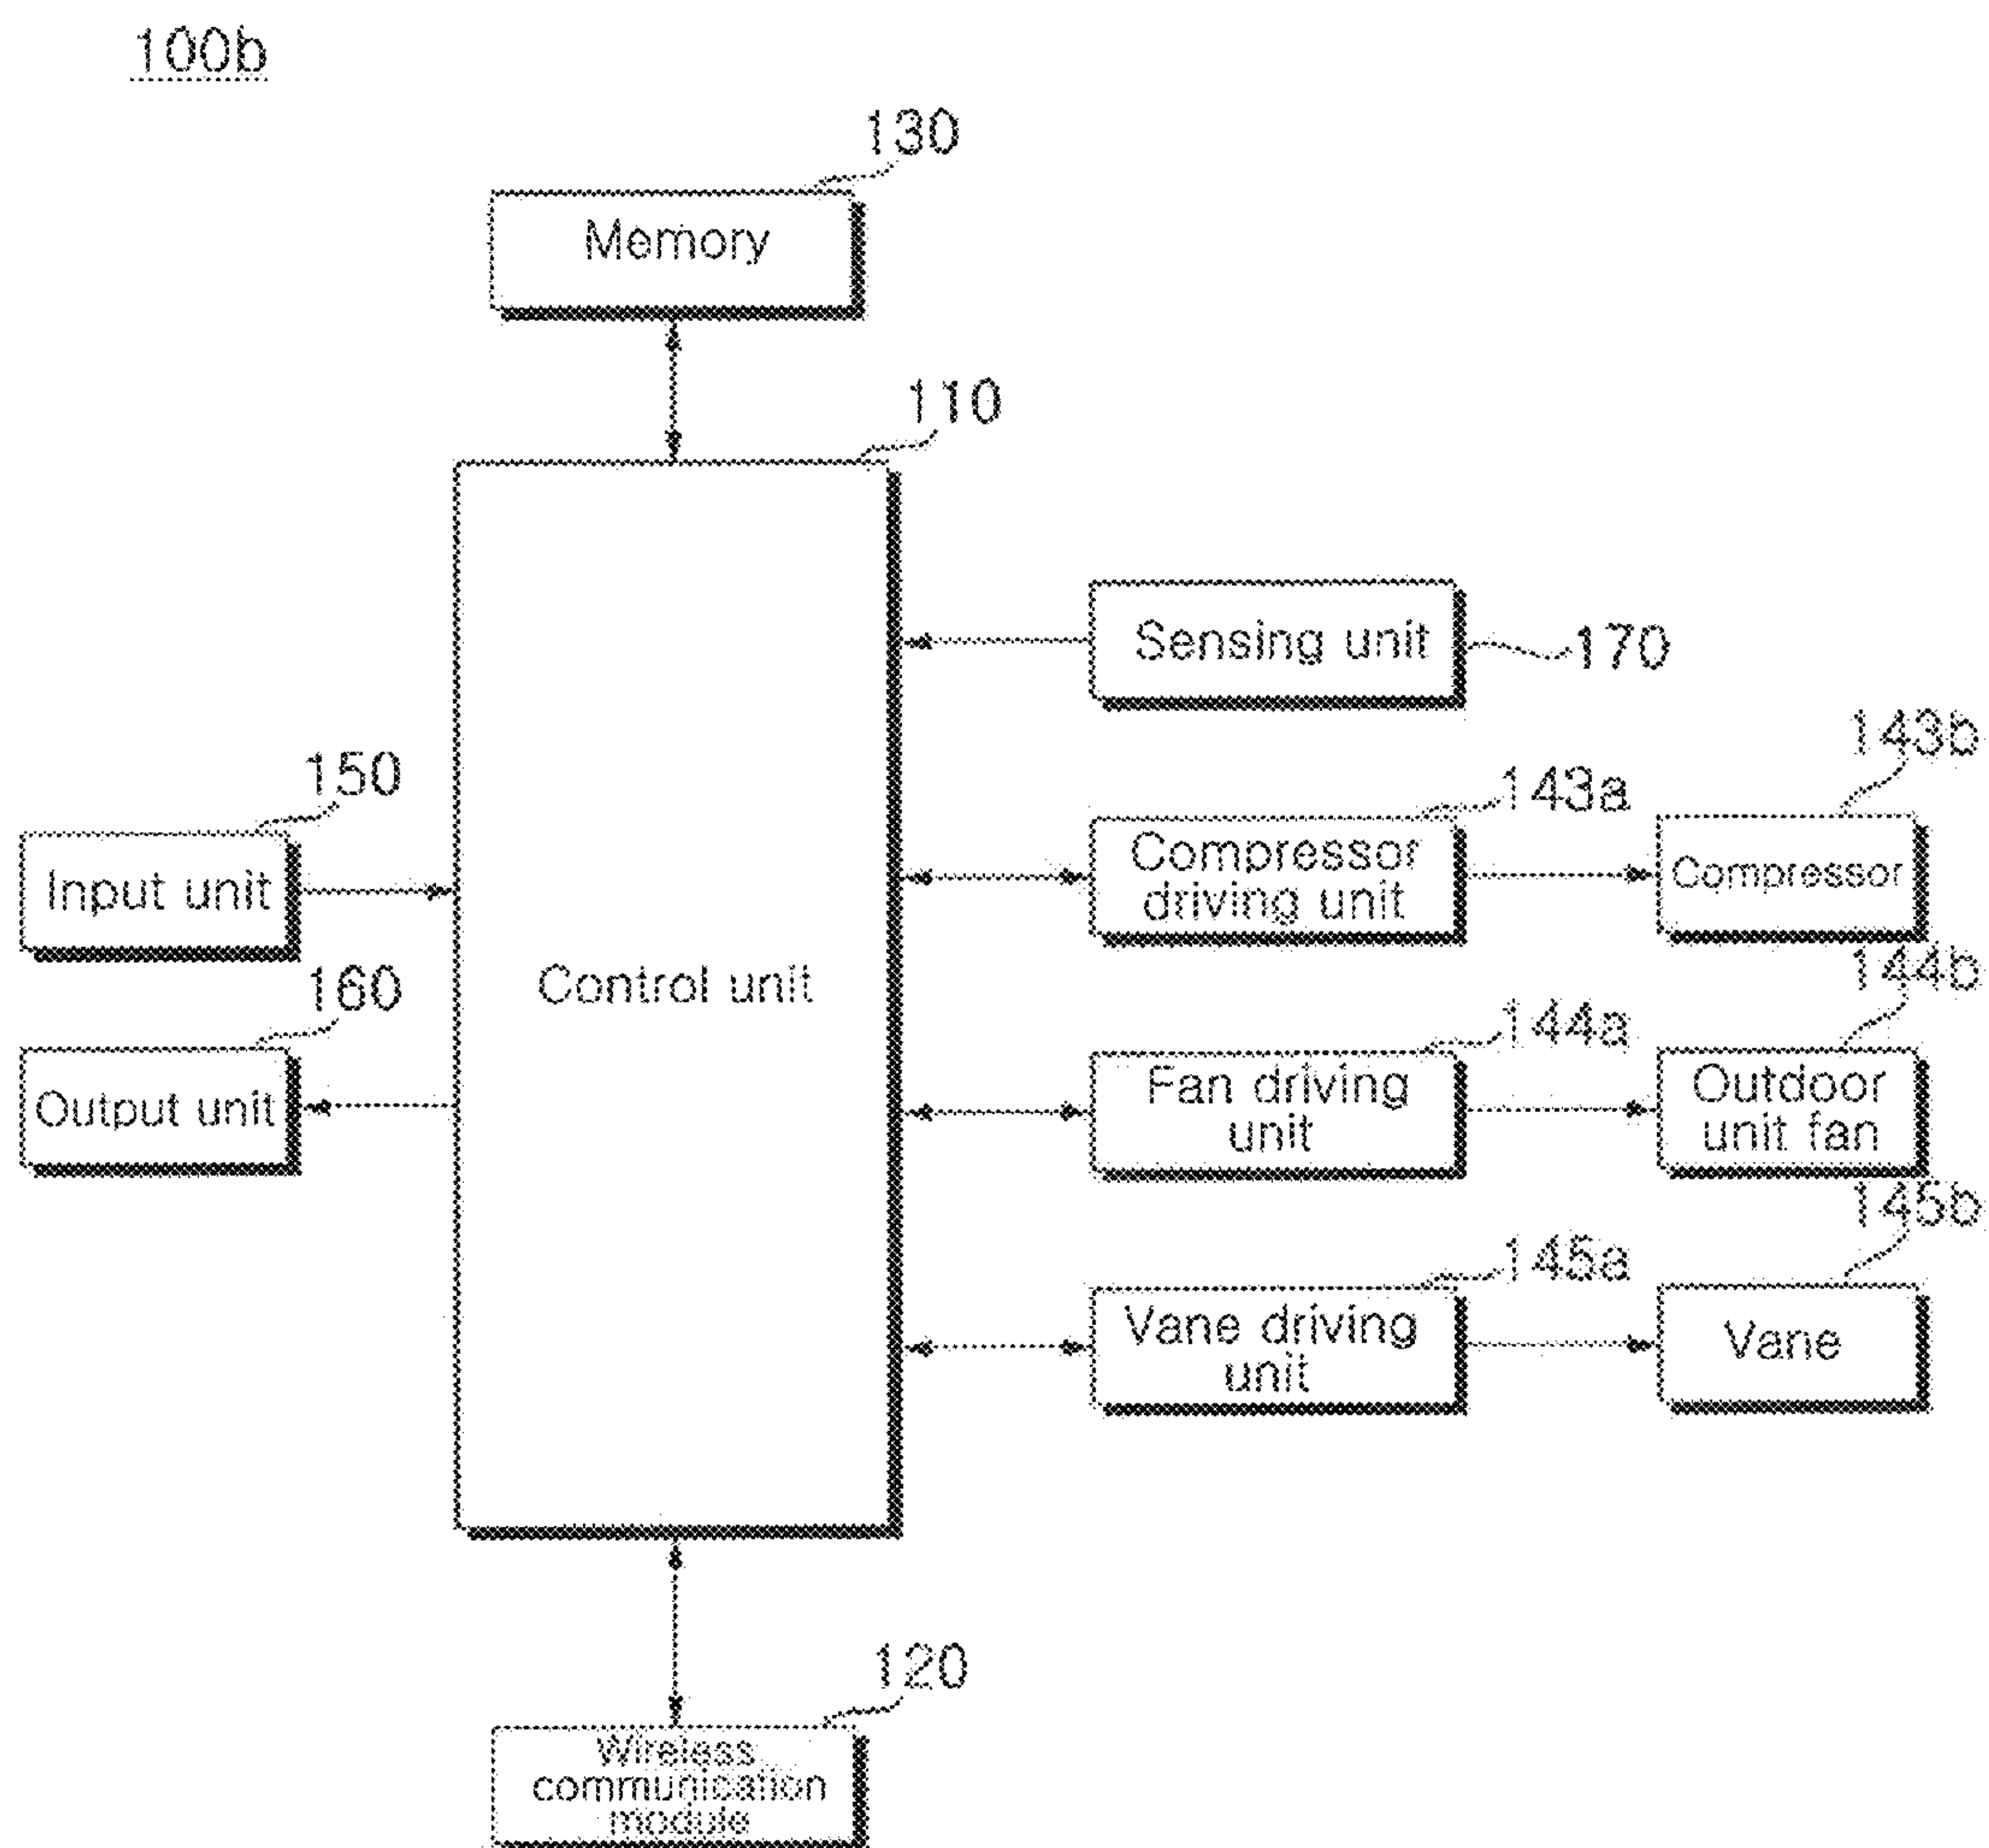 100b
130
Memory
110
Control unit
Sensing unit
170
150
Input unit
160
Output unit
143a
Compressor
driving unit
143b
Compressor
144a
Fan driving
unit
144b
Outdoor
unit fan
145a
Vane driving
unit
145b
Vane
120
Wireless
communication
module